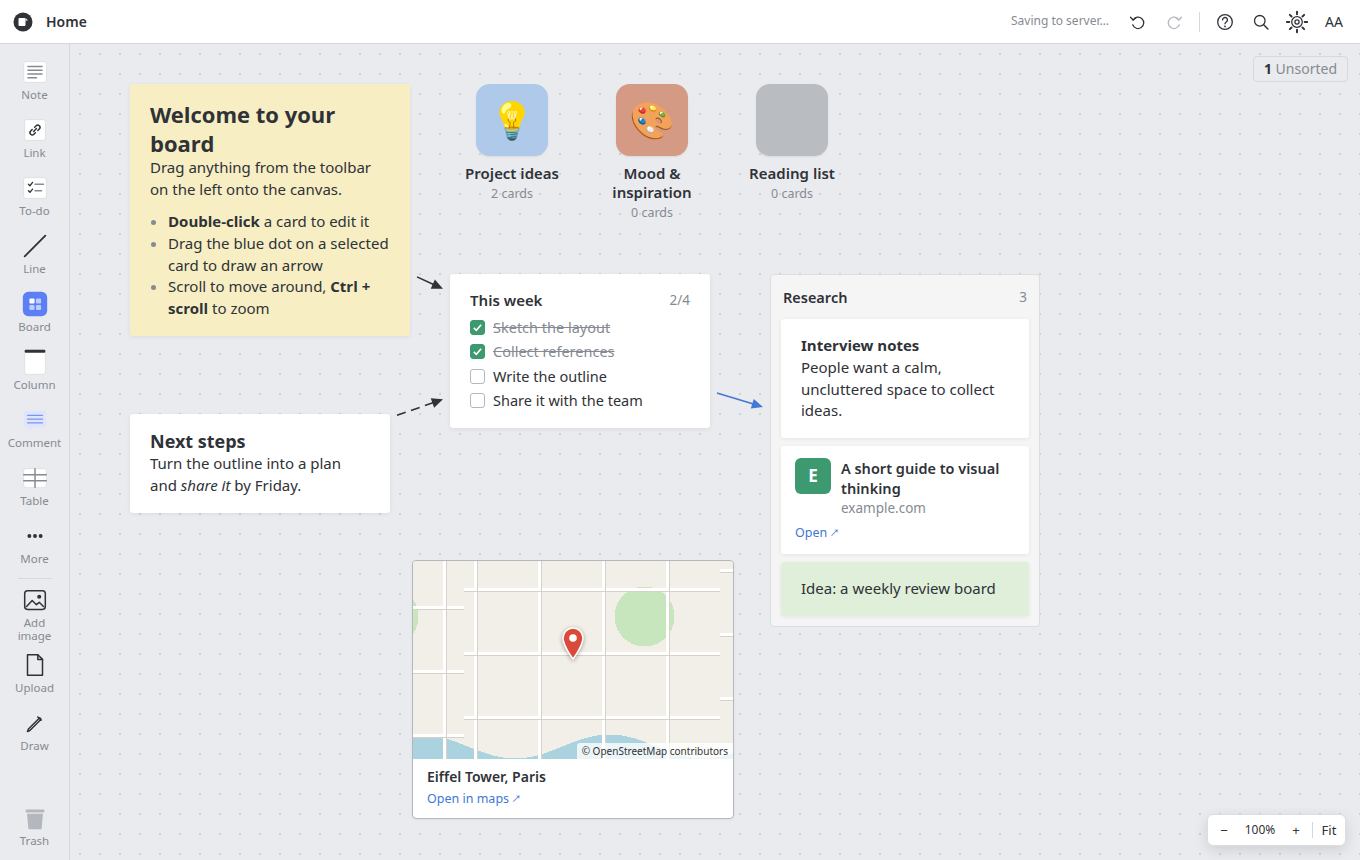 Home
Saving to server...
AA
1 Unsorted
Note
Link
To-do
Line
Board
Column
Comment
Table
More
Add
image
Upload
Draw
Trash
Welcome to your
board
Drag anything from the toolbar
on the left onto the canvas.
Double-click a card to edit it
Drag the blue dot on a selected
card to draw an arrow
Scroll to move around, Ctrl +
scroll to zoom
Project ideas
2 cards
Mood &
inspiration
0 cards
Reading list
0 cards
This week 2/4
Sketch the layout
Collect references
Write the outline
Share it with the team
Next steps
Turn the outline into a plan
and share it by Friday.
Research 3
Interview notes
People want a calm,
uncluttered space to collect
ideas.
E
A short guide to visual
thinking
example.com
Open ↗
Idea: a weekly review board
© OpenStreetMap contributors
Eiffel Tower, Paris
Open in maps ↗
− 100% + Fit